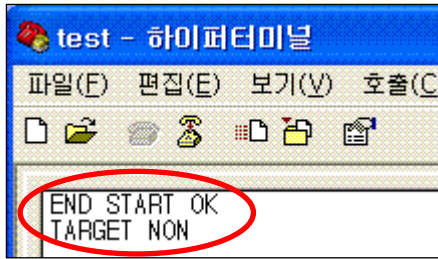 test - 하이퍼터미널
파일(F) 편집(E) 보기(V) 호출(C
END START OK
TARGET NON